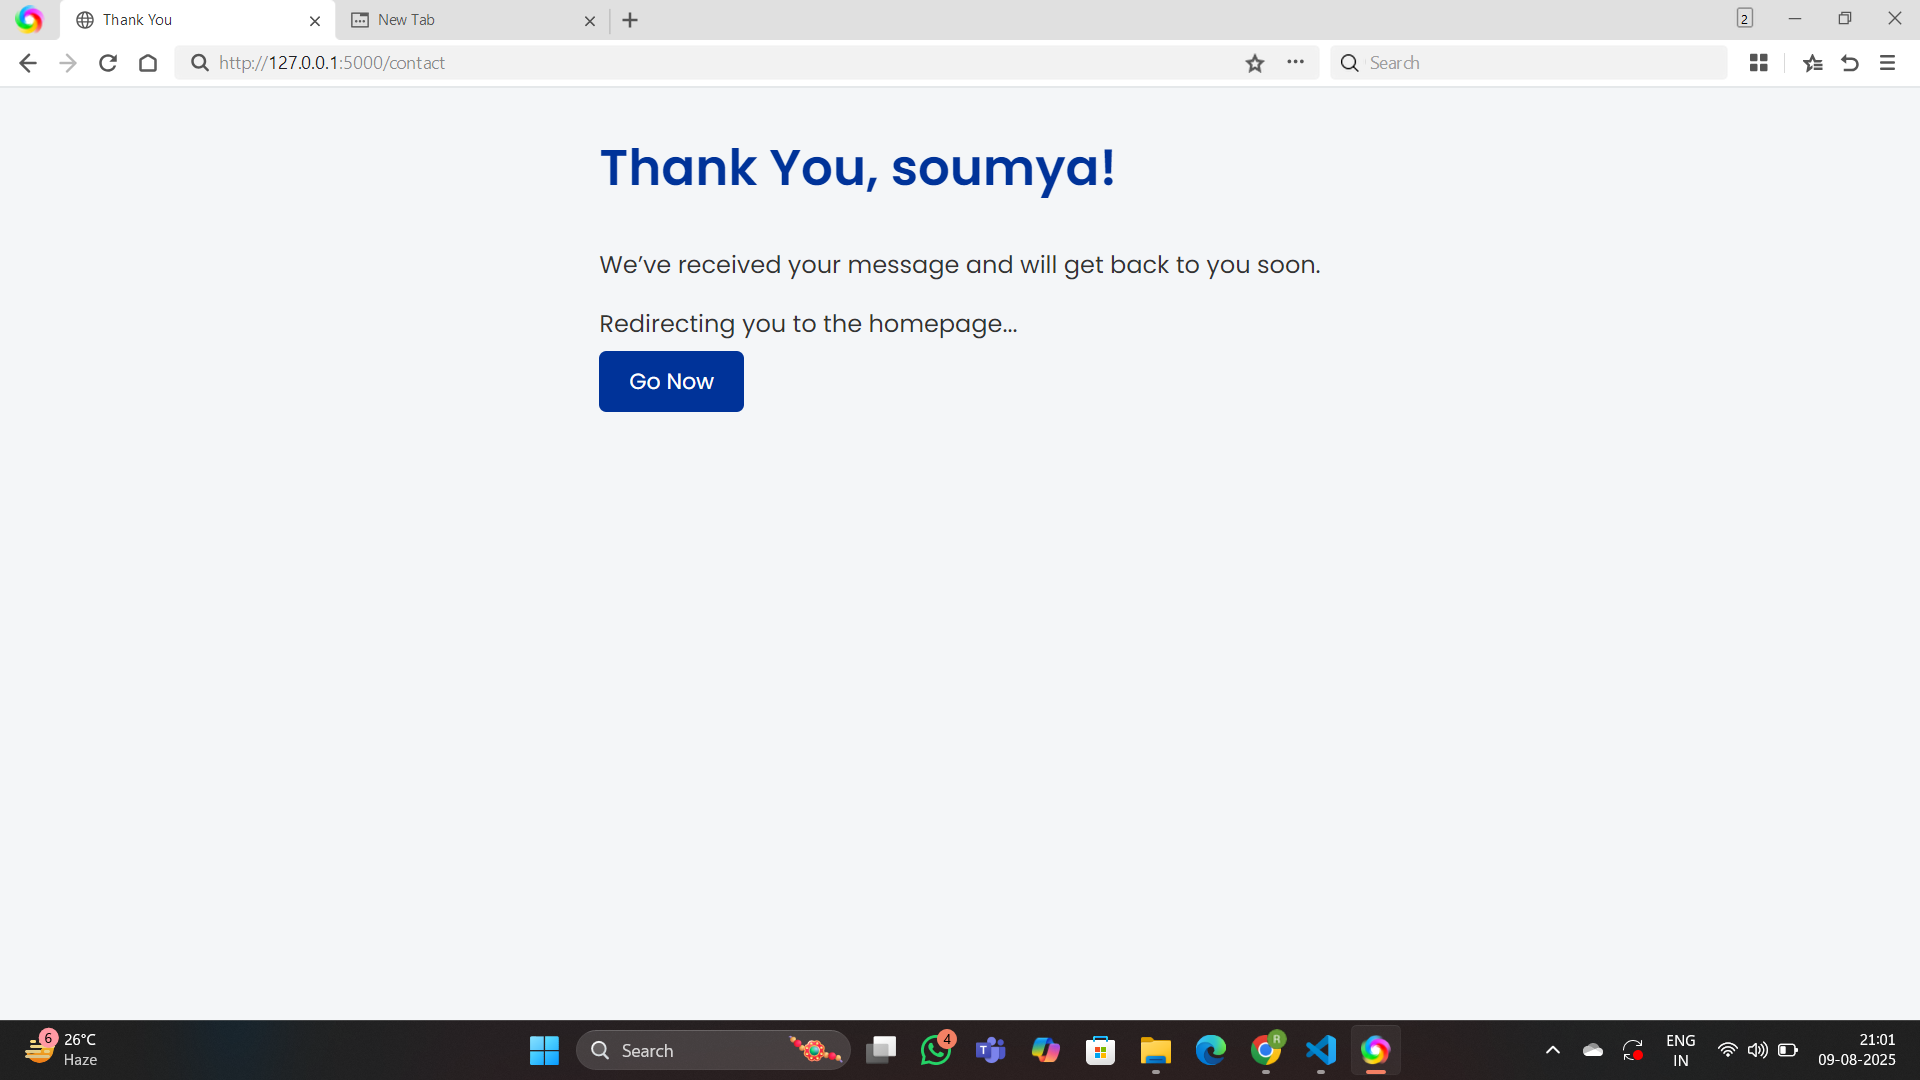 Thank You
New Tab
2
http://127.0.0.1:5000/contact
Search
Thank You, soumya!
We’ve received your message and will get back to you soon.
Redirecting you to the homepage...
Go Now
6
26°C
Haze
Search
4
T
R
ENG
IN
21:01
09-08-2025